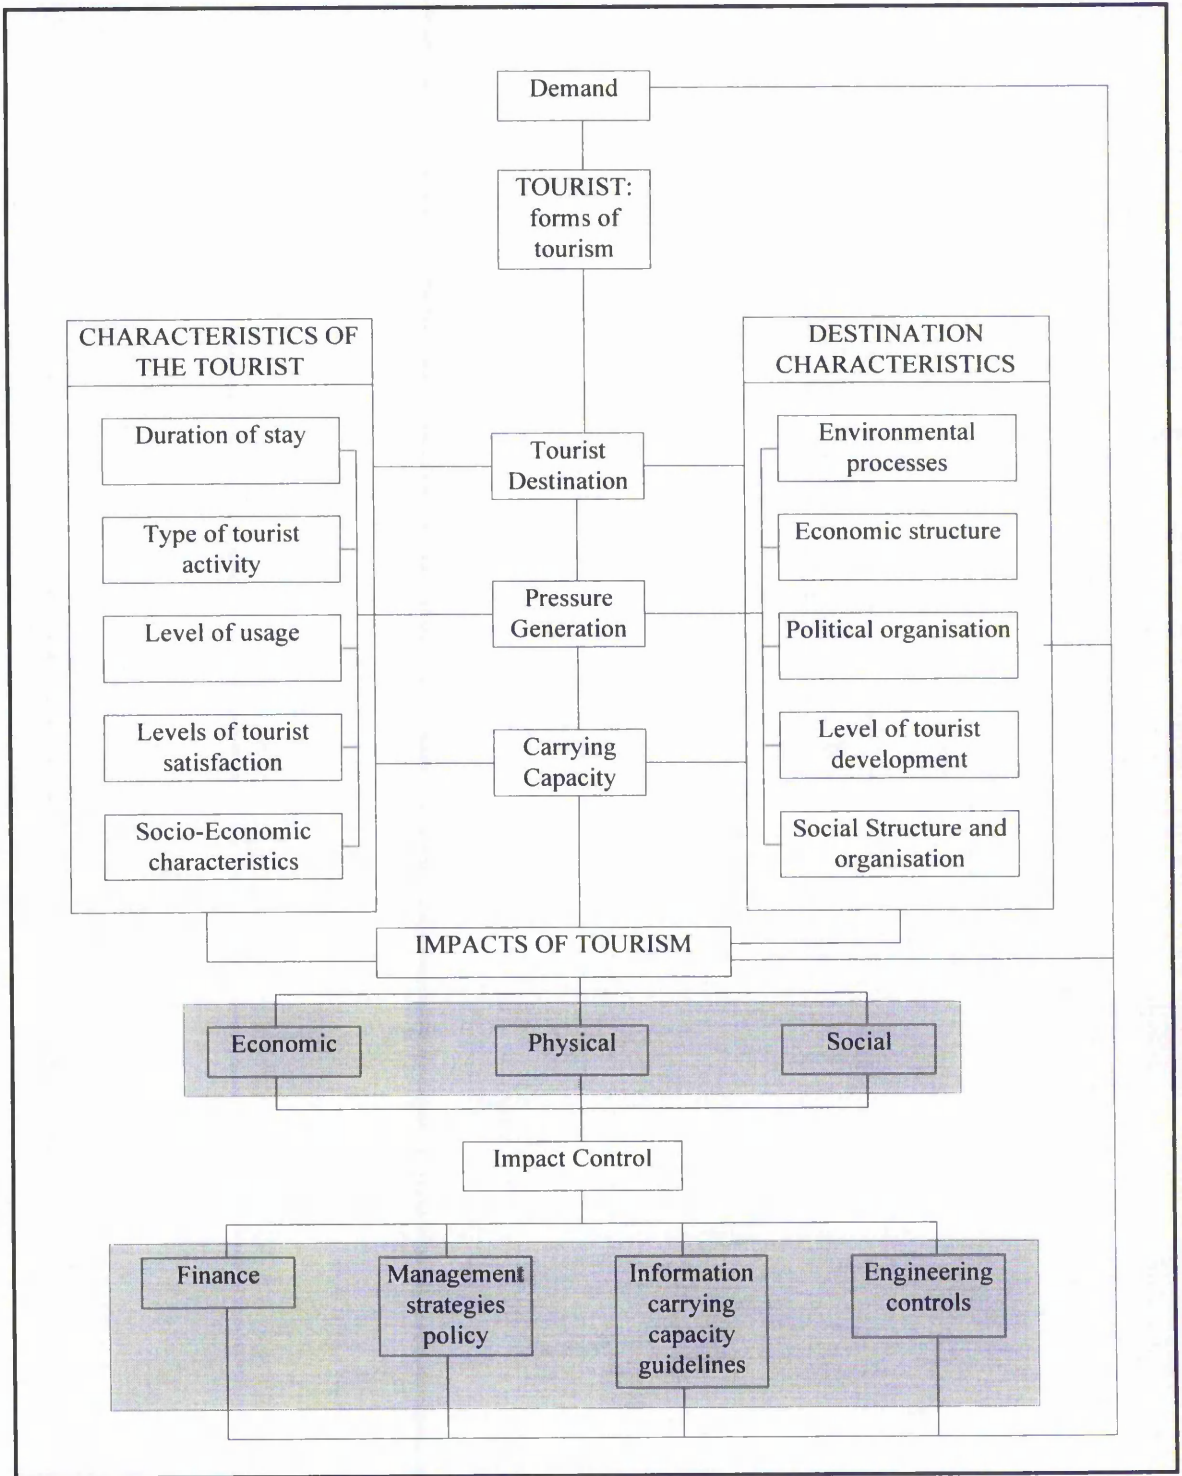 Demand
TOURIST:
forms of
tourism
CHARACTERISTICS OF
THE TOURIST
Duration of stay
Type of tourist
activity
Level of usage
Levels of tourist
satisfaction
Socio-Economic
characteristics
Tourist
Destination
Pressure
Generation
Carrying
Capacity
DESTINATION
CHARACTERISTICS
Environmental
processes
Economic structure
Political organisation
Level of tourist
development
Social Structure and
organisation
IMPACTS OF TOURISM
Economic
Physical
Social
Impact Control
Finance
Management
strategies
policy
Information
carrying
capacity
guidelines
Engineering
controls